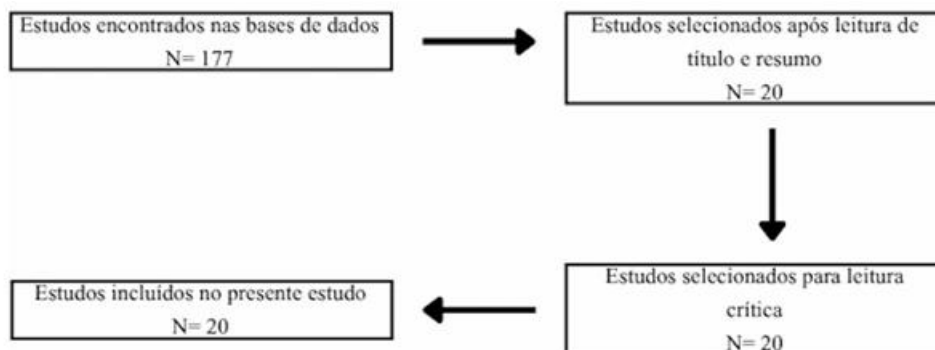 Estudos encontrados nas bases de dados
N= 177
Estudos selecionados após leitura de
título e resumo
N= 20
Estudos selecionados para leitura
crítica
N= 20
Estudos incluídos no presente estudo
N= 20